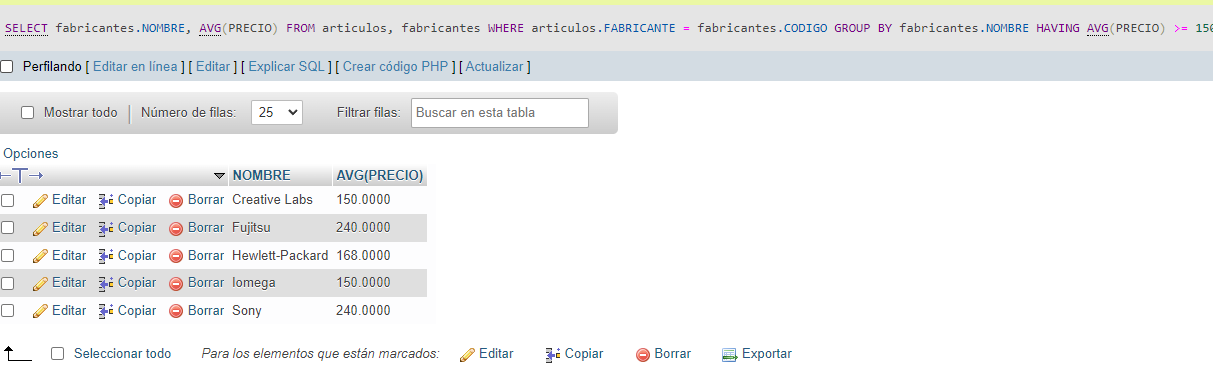 SELECT fabricantes.NOMBRE, AVG(PRECIO) FROM articulos, fabricantes WHERE articulos.FABRICANTE = fabricantes.CODIGO GROUP BY fabricantes.NOMBRE HAVING AVG(PRECIO) >= 150
Perfilando [ Editar en línea ] [ Editar ] [ Explicar SQL ] [ Crear código PHP ] [ Actualizar ]
Mostrar todo Número de filas: 25 Filtrar filas: Buscar en esta tabla
Opciones
NOMBRE AVG(PRECIO)
Editar Copiar Borrar Creative Labs 150.0000
Editar Copiar Borrar Fujitsu 240.0000
Editar Copiar Borrar Hewlett-Packard 168.0000
Editar Copiar Borrar Iomega 150.0000
Editar Copiar Borrar Sony 240.0000
Seleccionar todo Para los elementos que están marcados: Editar Copiar Borrar Exportar